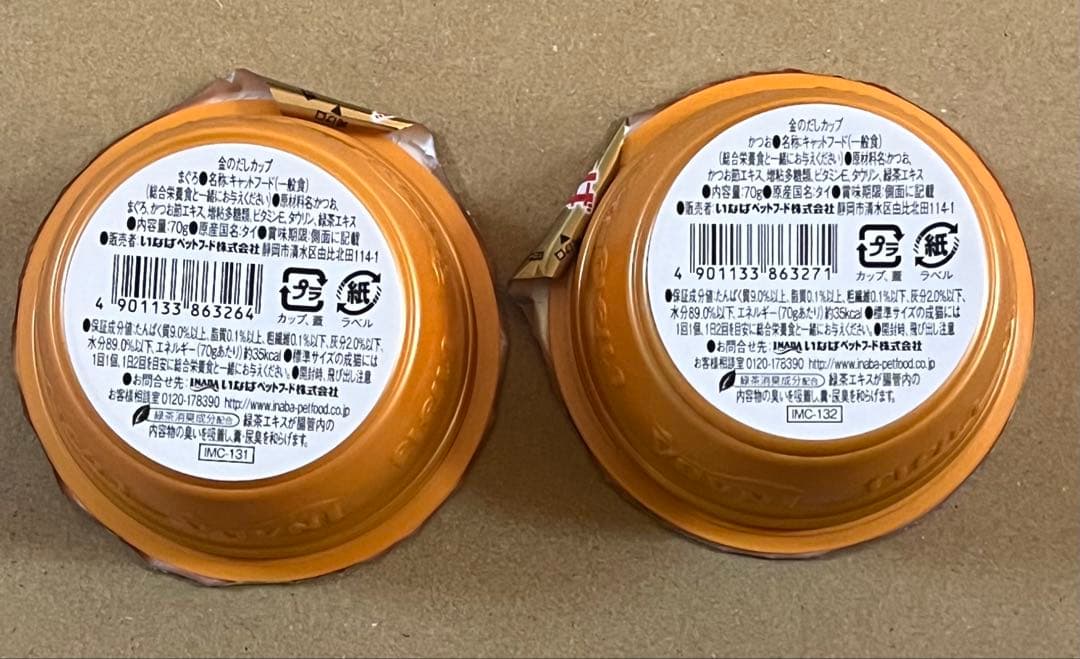 金のだしカップ
まぐろ●名称:キャットフード(一般食)
(総合栄養食と一緒にお与えください)●原材料名:かつお、
まぐろ、かつお節エキス、増粘多糖類、ビタミンE、タウリン、緑茶エキス
●内容量:70g●原産国名:タイ●賞味期限:側面に記載
●販売者:いなばペットフード株式会社 静岡市清水区由比北田114-1
4 901133 863264
プラ
カップ、蓋
紙
ラベル
●保証成分値:たんぱく質9.0%以上、脂質0.1%以上、粗繊維0.1%以下、灰分2.0%以下、
水分89.0%以下、エネルギー(70gあたり)約35kcal●標準サイズの成猫には
1回1個、1日2回を目安に総合栄養食と一緒にお与えください。●開封時、飛び出し注意
●お問合せ先:INABA いなばペットフード株式会社
お客様相談室 0120-178390 http://www.inaba-petfood.co.jp
緑茶消臭成分配合 緑茶エキスが腸管内の
内容物の臭いを吸着し、糞・尿臭を和らげます。
IMC-131
金のだしカップ
かつお●名称:キャットフード(一般食)
(総合栄養食と一緒にお与えください)●原材料名:かつお、
かつお節エキス、増粘多糖類、ビタミンE、タウリン、緑茶エキス
●内容量:70g●原産国名:タイ●賞味期限:側面に記載
●販売者:いなばペットフード株式会社 静岡市清水区由比北田114-1
4 901133 863271
プラ
カップ、蓋
紙
ラベル
●保証成分値:たんぱく質9.0%以上、脂質0.1%以上、粗繊維0.1%以下、灰分2.0%以下、
水分89.0%以下、エネルギー(70gあたり)約35kcal●標準サイズの成猫には
1回1個、1日2回を目安に総合栄養食と一緒にお与えください。●開封時、飛び出し注意
●お問合せ先:INABA いなばペットフード株式会社
お客様相談室 0120-178390 http://www.inaba-petfood.co.jp
緑茶消臭成分配合 緑茶エキスが腸管内の
内容物の臭いを吸着し、糞・尿臭を和らげます。
IMC-132